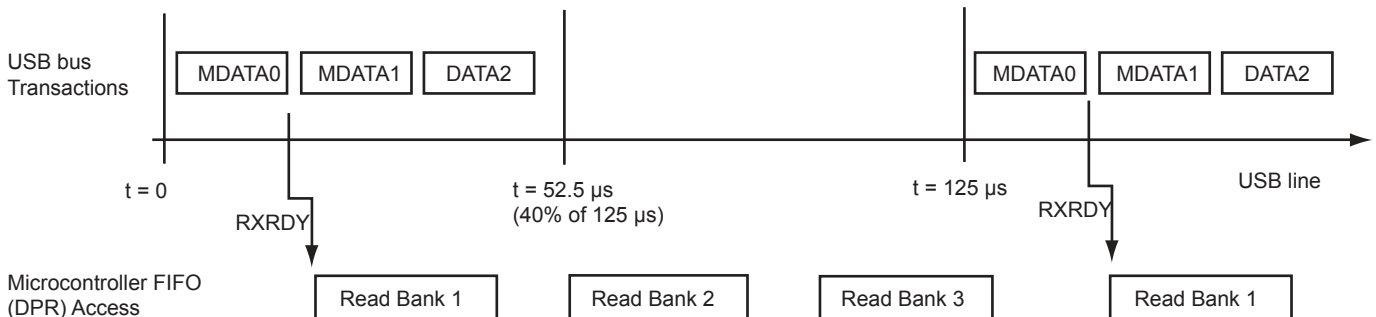 USB bus
Transactions
MDATA0
MDATA1
DATA2
MDATA0
MDATA1
DATA2
t = 0
t = 52.5 µs
(40% of 125 µs)
t = 125 µs
USB line
RXRDY
RXRDY
Microcontroller FIFO
(DPR) Access
Read Bank 1
Read Bank 2
Read Bank 3
Read Bank 1